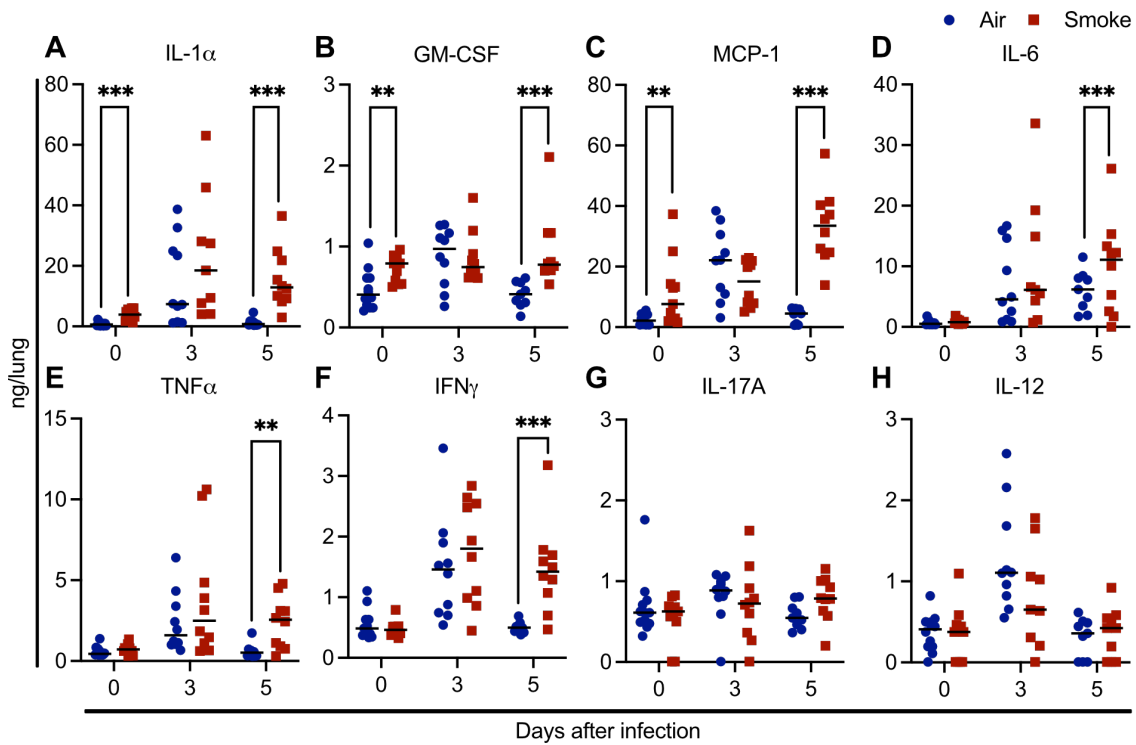 Air Smoke
A IL-1α
80
60
40
20
0
*** ***
0 3 5
B GM-CSF
3
2
1
0
** ***
0 3 5
C MCP-1
80
60
40
20
0
** ***
0 3 5
D IL-6
40
30
20
10
0
***
0 3 5
ng/lung
E TNFα
15
10
5
0
**
0 3 5
F IFNγ
4
3
2
1
0
***
0 3 5
G IL-17A
3
2
1
0
0 3 5
H IL-12
3
2
1
0
0 3 5
Days after infection